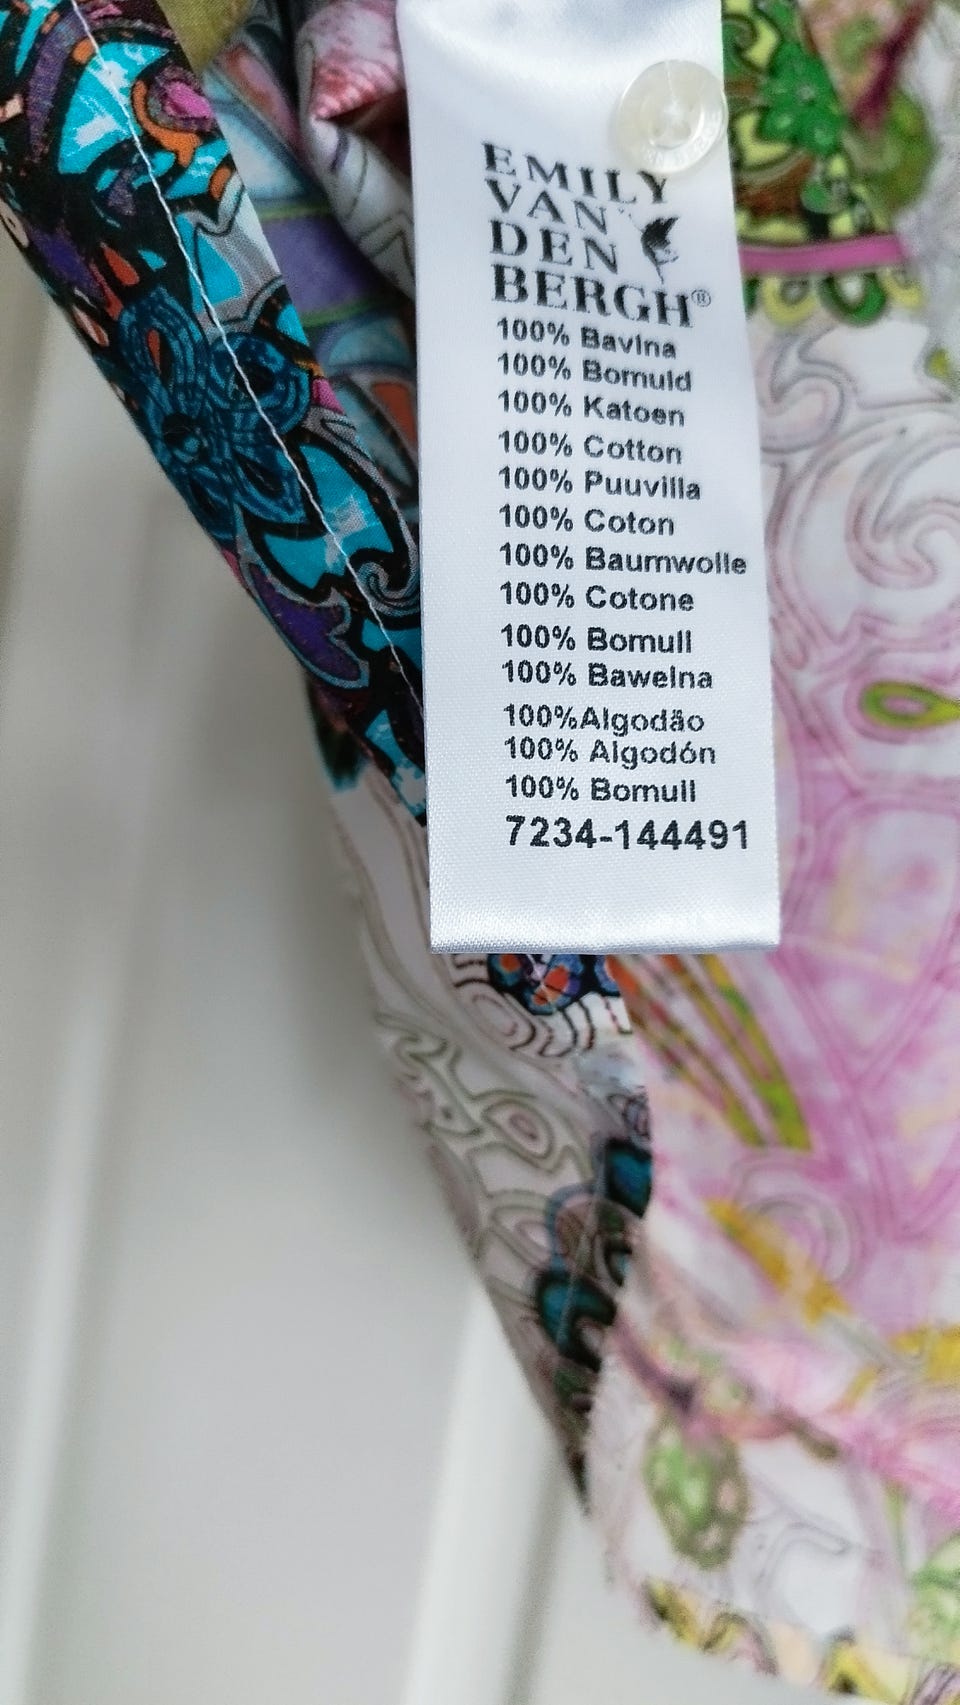 EMILY
VAN
DEN
BERGH®
100% Bavlna
100% Bomuld
100% Katoen
100% Cotton
100% Puuvilla
100% Coton
100% Baumwolle
100% Cotone
100% Bomull
100% Bawelna
100%Algodão
100% Algodón
100% Bomull
7234-144491